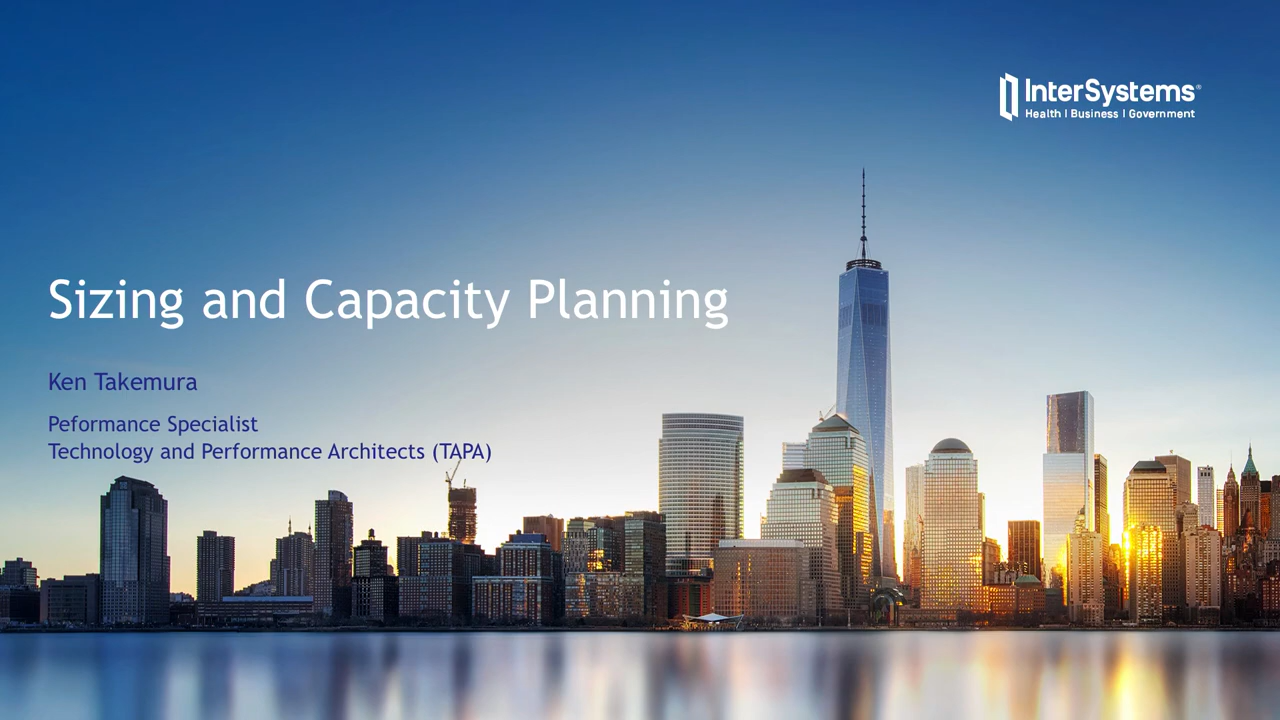 InterSystems®
Health | Business | Government
Sizing and Capacity Planning
Ken Takemura
Peformance Specialist
Technology and Performance Architects (TAPA)